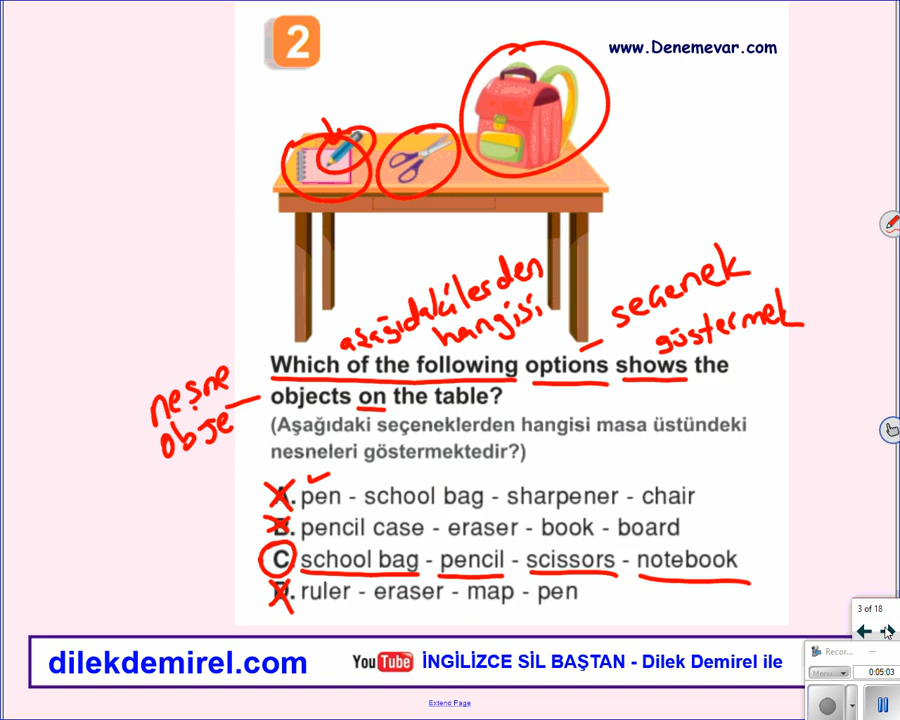 2
www.Denemevar.com
aşağıdakilerden
hangisi
seçenek
göstermek
Which of the following options shows the
neşne
obje
objects on the table?
(Aşağıdaki seçeneklerden hangisi masa üstündeki
nesneleri göstermektedir?)
A. pen - school bag - sharpener - chair
B. pencil case - eraser - book - board
C. school bag - pencil - scissors - notebook
D. ruler - eraser - map - pen
3 of 18
dilekdemirel.com
YouTube İNGİLİZCE SİL BAŞTAN - Dilek Demirel ile
Recor...
Menu...
0:05:03
Extend Page